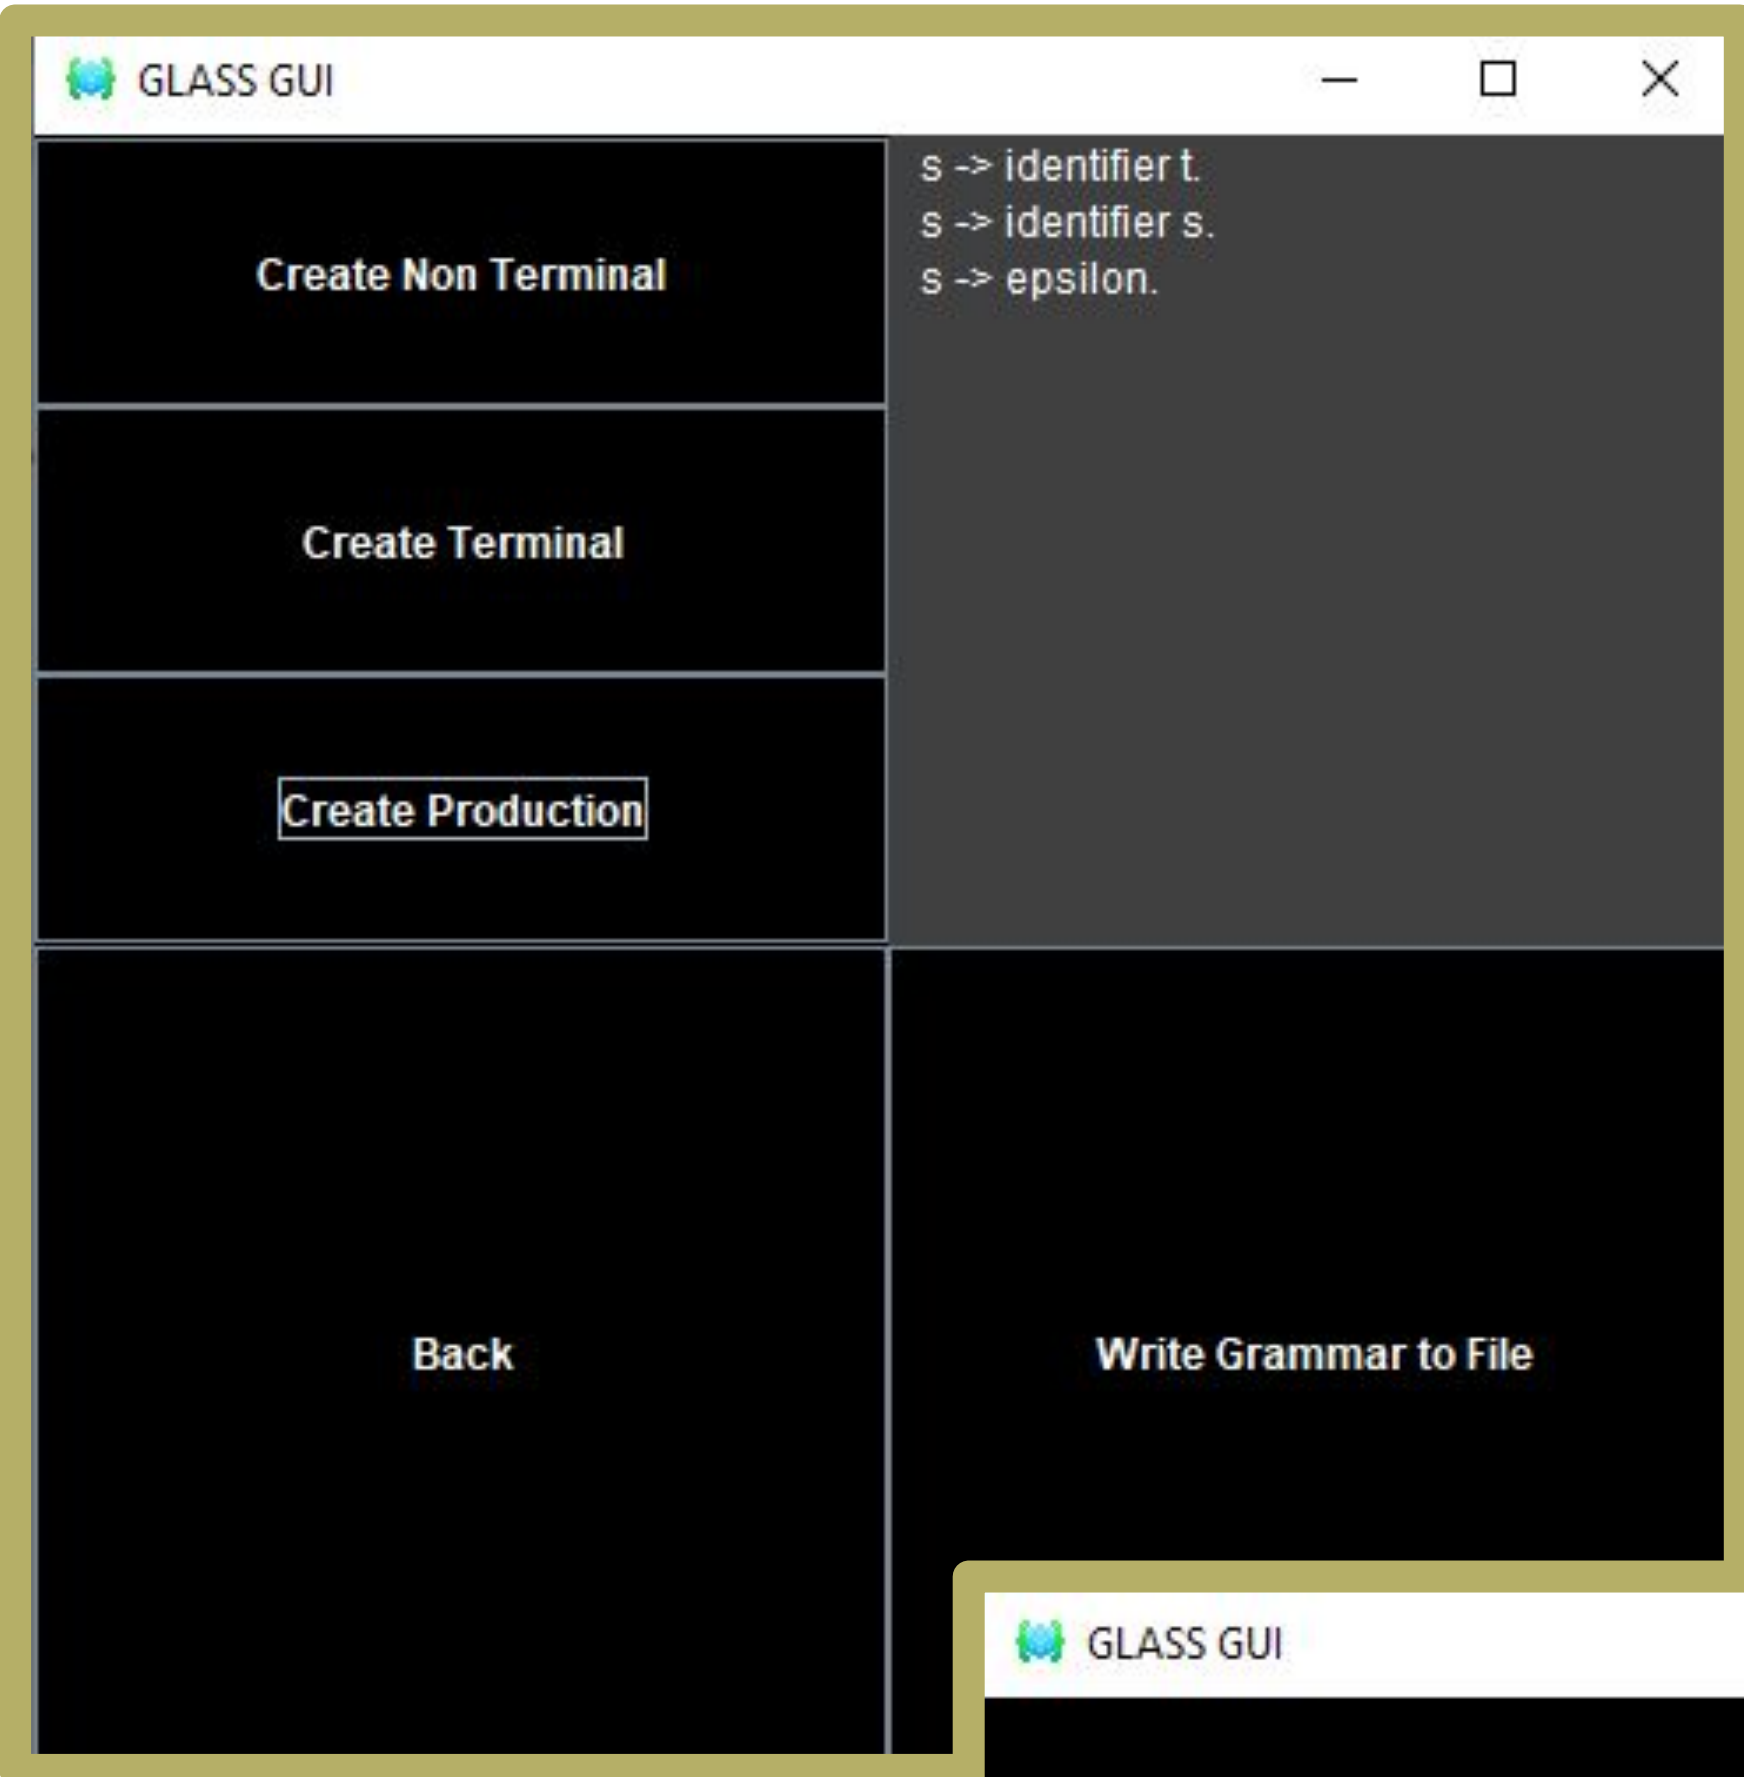 GLASS GUI
s -> identifier t.
s -> identifier s.
s -> epsilon.
Create Non Terminal
Create Terminal
Create Production
Back
Write Grammar to File
GLASS GUI